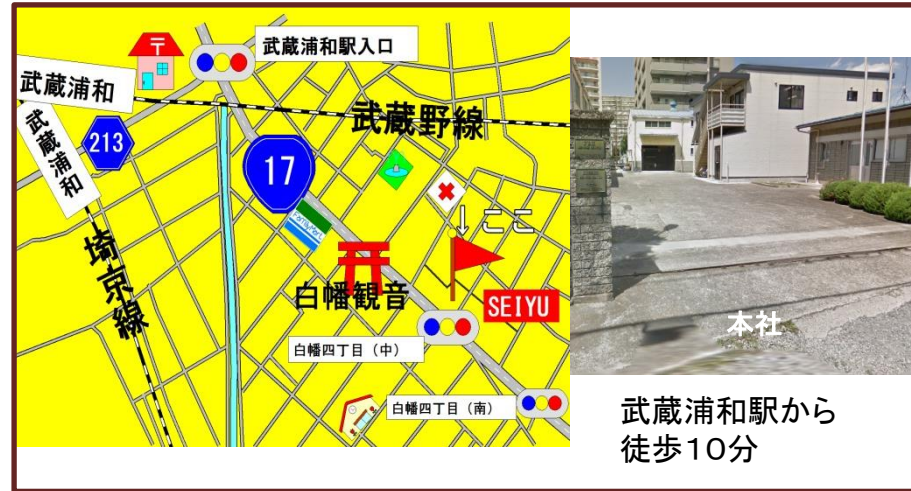 武蔵浦和駅入口
〒
武蔵浦和
武蔵浦和
213
武蔵野線
17
FamilyMart
↓ここ
埼京線
白幡観音
SEIYU
白幡四丁目（中）
白幡四丁目（南）
本社
武蔵浦和駅から
徒歩10分